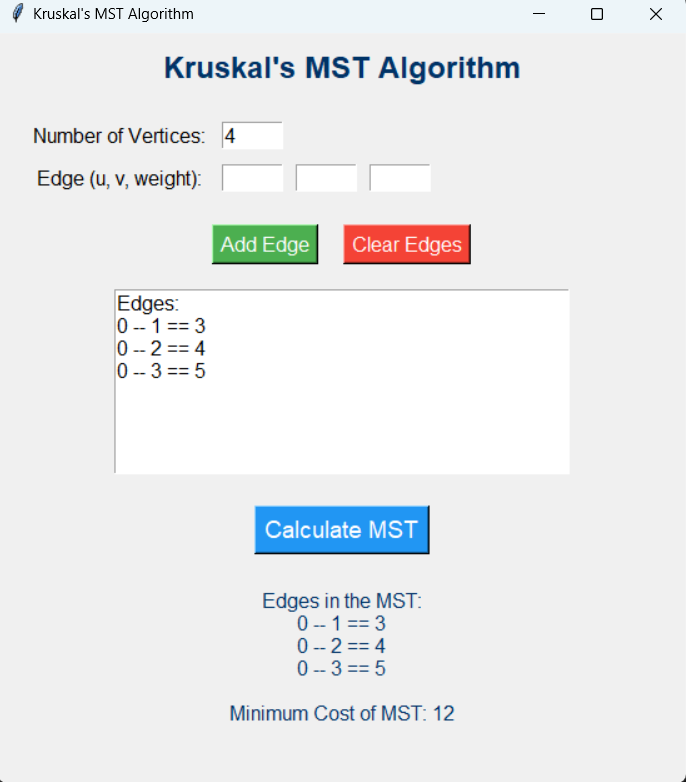 Kruskal's MST Algorithm
Kruskal's MST Algorithm
Number of Vertices: 4
Edge (u, v, weight):
Add Edge Clear Edges
Edges:
0 -- 1 == 3
0 -- 2 == 4
0 -- 3 == 5
Calculate MST
Edges in the MST:
0 -- 1 == 3
0 -- 2 == 4
0 -- 3 == 5
Minimum Cost of MST: 12